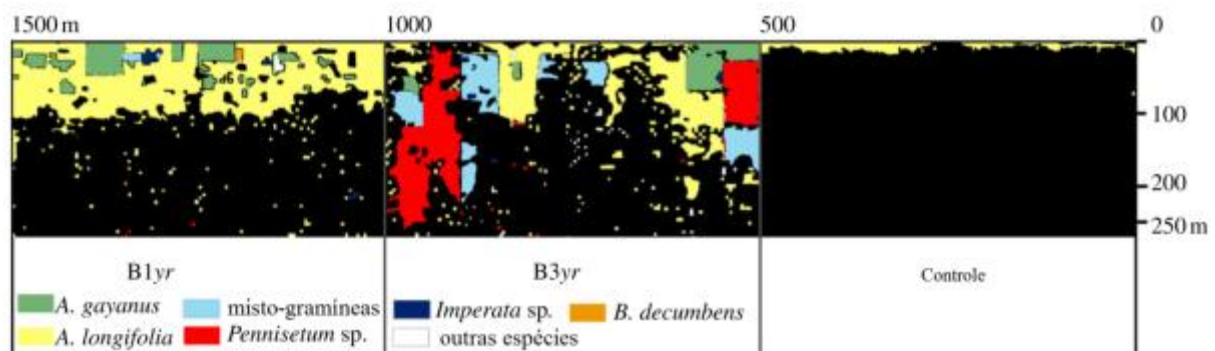 1500 m 1000 500 0
100
200
250 m
B1yr B3yr Controle
A. gayanus misto-gramíneas Imperata sp. B. decumbens
A. longifolia Pennisetum sp. outras espécies